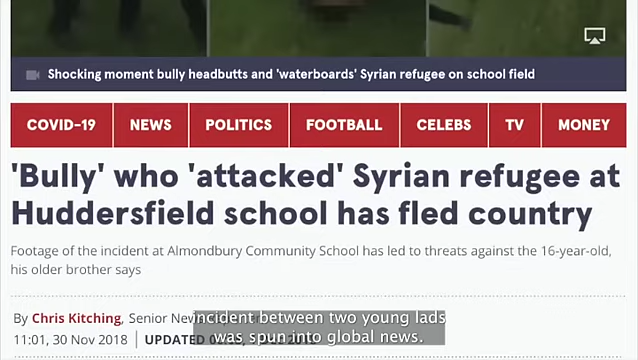 Shocking moment bully headbutts and 'waterboards' Syrian refugee on school field
COVID-19 NEWS POLITICS FOOTBALL CELEBS TV MONEY
'Bully' who 'attacked' Syrian refugee at
Huddersfield school has fled country
Footage of the incident at Almondbury Community School has led to threats against the 16-year-old,
his older brother says
By Chris Kitching, Senior
incident between two young lads
11:01, 30 Nov 2018 UPDATED
was spun into global news.